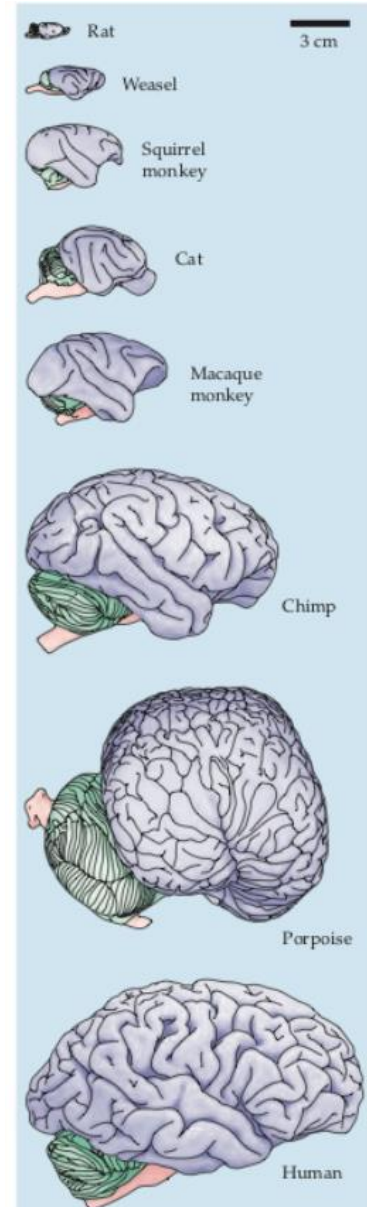 Rat
3 cm
Weasel
Squirrel
monkey
Cat
Macaque
monkey
Chimp
Porpoise
Human